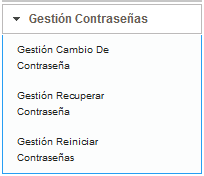 Gestión Contraseñas
Gestión Cambio De
Contraseña
Gestión Recuperar
Contraseña
Gestión Reiniciar
Contraseñas